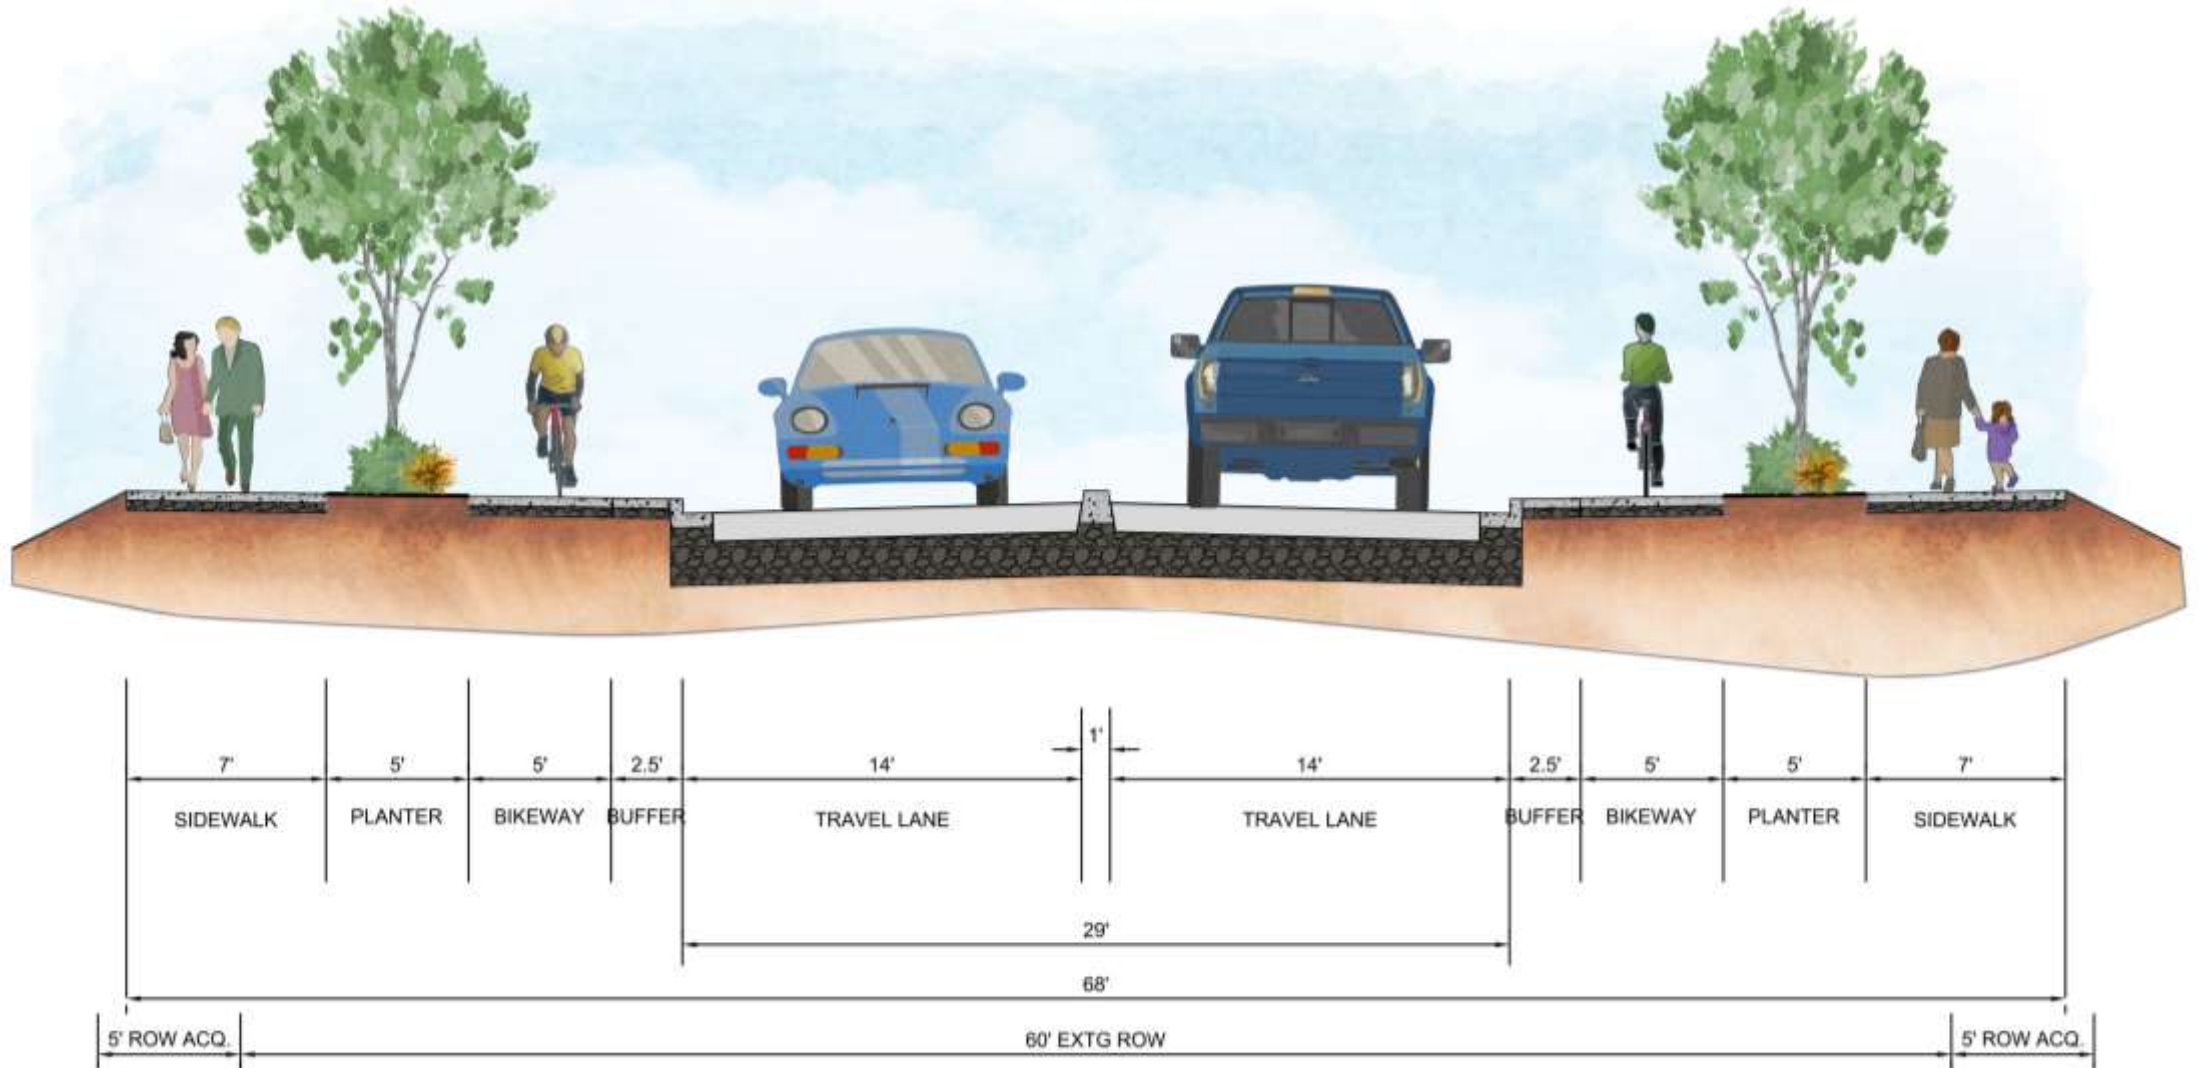 1'
7' 5' 5' 2.5' 14' 14' 2.5' 5' 5' 7'
SIDEWALK PLANTER BIKEWAY BUFFER TRAVEL LANE TRAVEL LANE BUFFER BIKEWAY PLANTER SIDEWALK
29'
68'
5' ROW ACQ. 60' EXTG ROW 5' ROW ACQ.